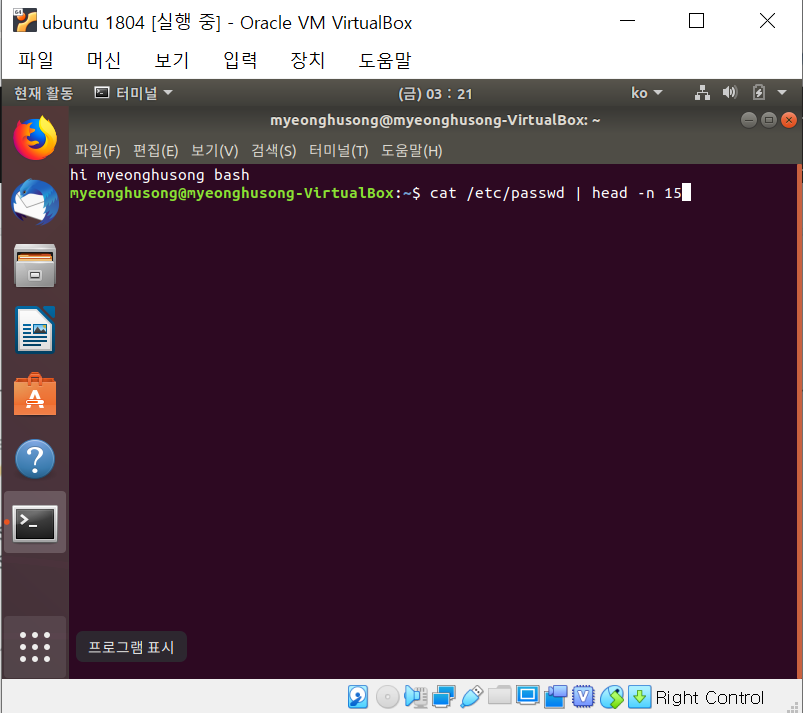 ubuntu 1804 [실행 중] - Oracle VM VirtualBox
파일 머신 보기 입력 장치 도움말
현재 활동 터미널 (금) 03 : 21 ko
myeonghusong@myeonghusong-VirtualBox: ~
파일(F) 편집(E) 보기(V) 검색(S) 터미널(T) 도움말(H)
hi myeonghusong bash
myeonghusong@myeonghusong-VirtualBox:~$ cat /etc/passwd | head -n 15
프로그램 표시
Right Control